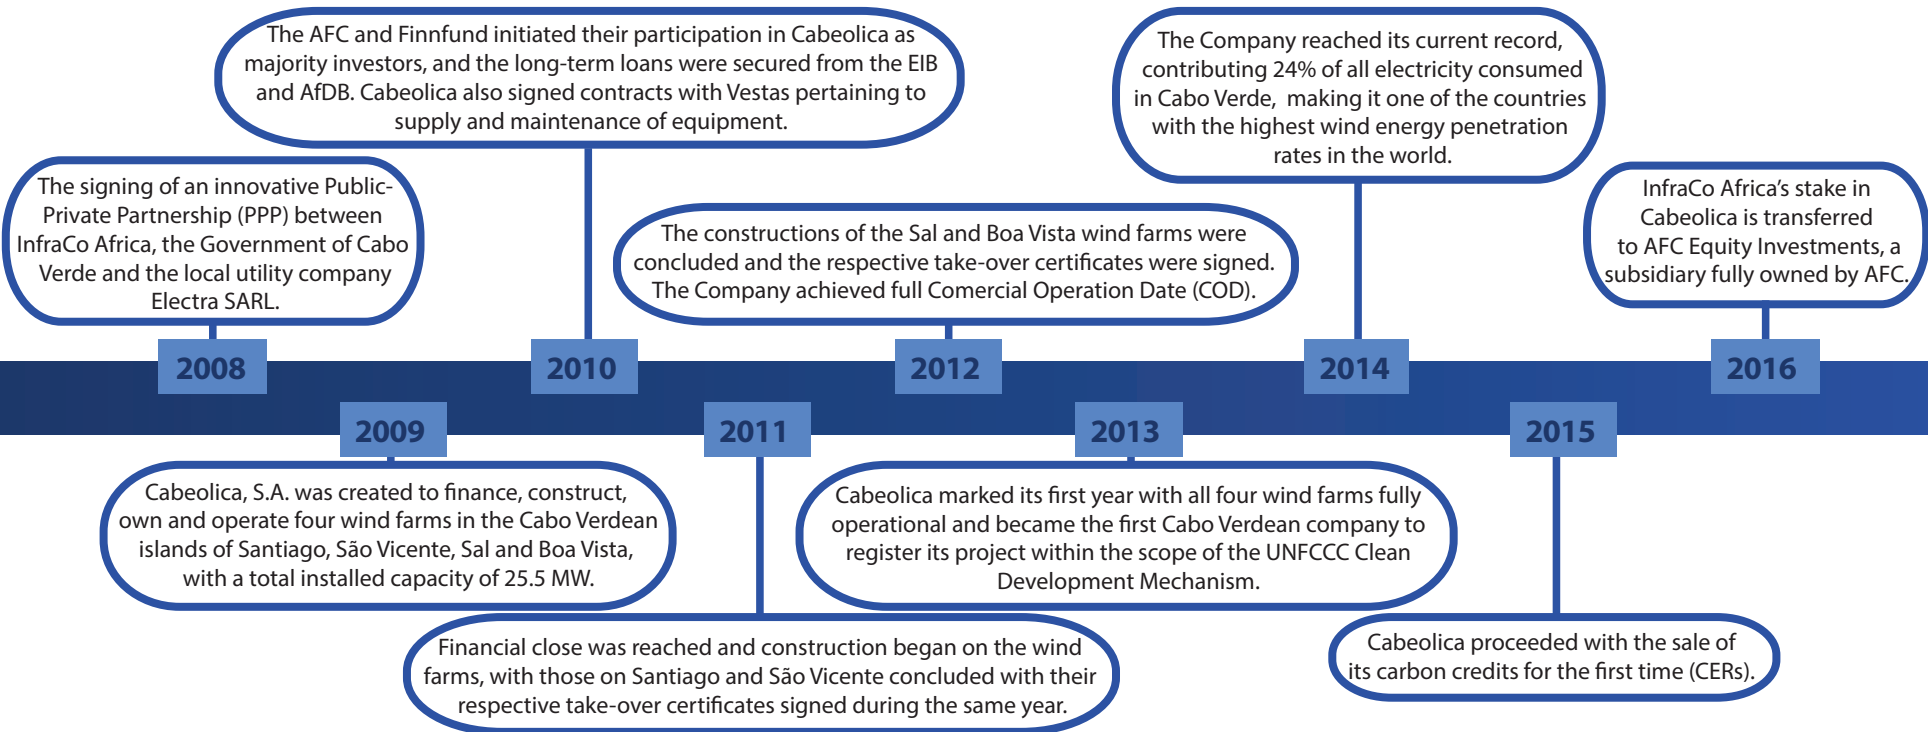 The AFC and Finnfund initiated their participation in Cabeolica as
majority investors, and the long-term loans were secured from the EIB
and AfDB. Cabeolica also signed contracts with Vestas pertaining to
supply and maintenance of equipment.
The Company reached its current record,
contributing 24% of all electricity consumed
in Cabo Verde, making it one of the countries
with the highest wind energy penetration
rates in the world.
The signing of an innovative Public-
Private Partnership (PPP) between
InfraCo Africa, the Government of Cabo
Verde and the local utility company
Electra SARL.
The constructions of the Sal and Boa Vista wind farms were
concluded and the respective take-over certificates were signed.
The Company achieved full Comercial Operation Date (COD).
InfraCo Africa's stake in
Cabeolica is transferred
to AFC Equity Investments, a
subsidiary fully owned by AFC.
2008
2010
2012
2014
2016
2009
2011
2013
2015
Cabeolica, S.A. was created to finance, construct,
own and operate four wind farms in the Cabo Verdean
islands of Santiago, São Vicente, Sal and Boa Vista,
with a total installed capacity of 25.5 MW.
Cabeolica marked its first year with all four wind farms fully
operational and became the first Cabo Verdean company to
register its project within the scope of the UNFCCC Clean
Development Mechanism.
Financial close was reached and construction began on the wind
farms, with those on Santiago and São Vicente concluded with their
respective take-over certificates signed during the same year.
Cabeolica proceeded with the sale of
its carbon credits for the first time (CERs).